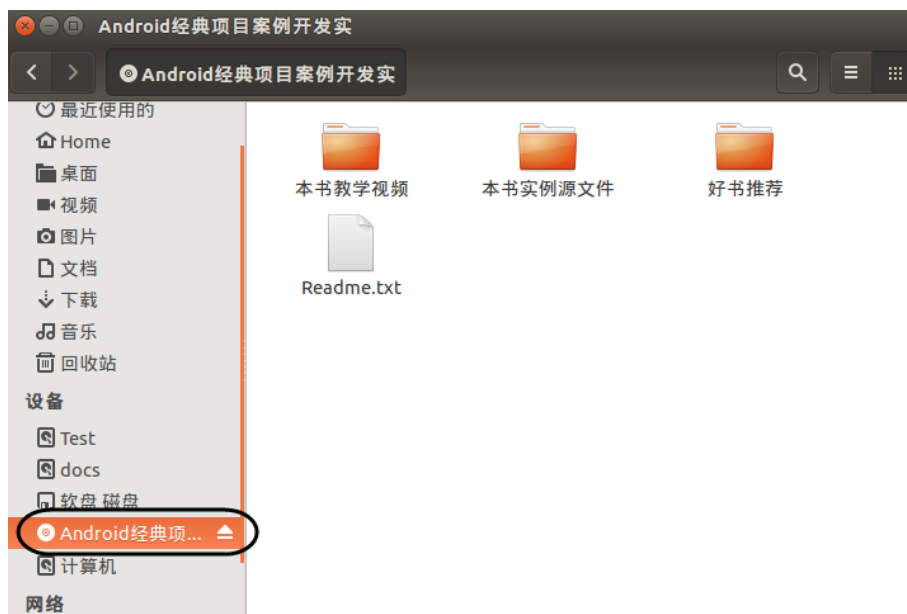 Android经典项目案例开发实
Android经典项目案例开发实
最近使用的
Home
桌面
视频
图片
文档
下载
音乐
回收站
设备
Test
docs
软盘 磁盘
Android经典项...
计算机
网络
本书教学视频
本书实例源文件
好书推荐
Readme.txt